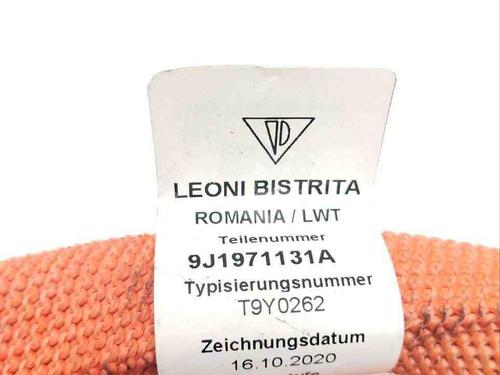 LEONI BISTRITA
ROMANIA / LWT
Teilenummer
9J1971131A
Typisierungsnummer
T9Y0262
Zeichnungsdatum
16.10.2020